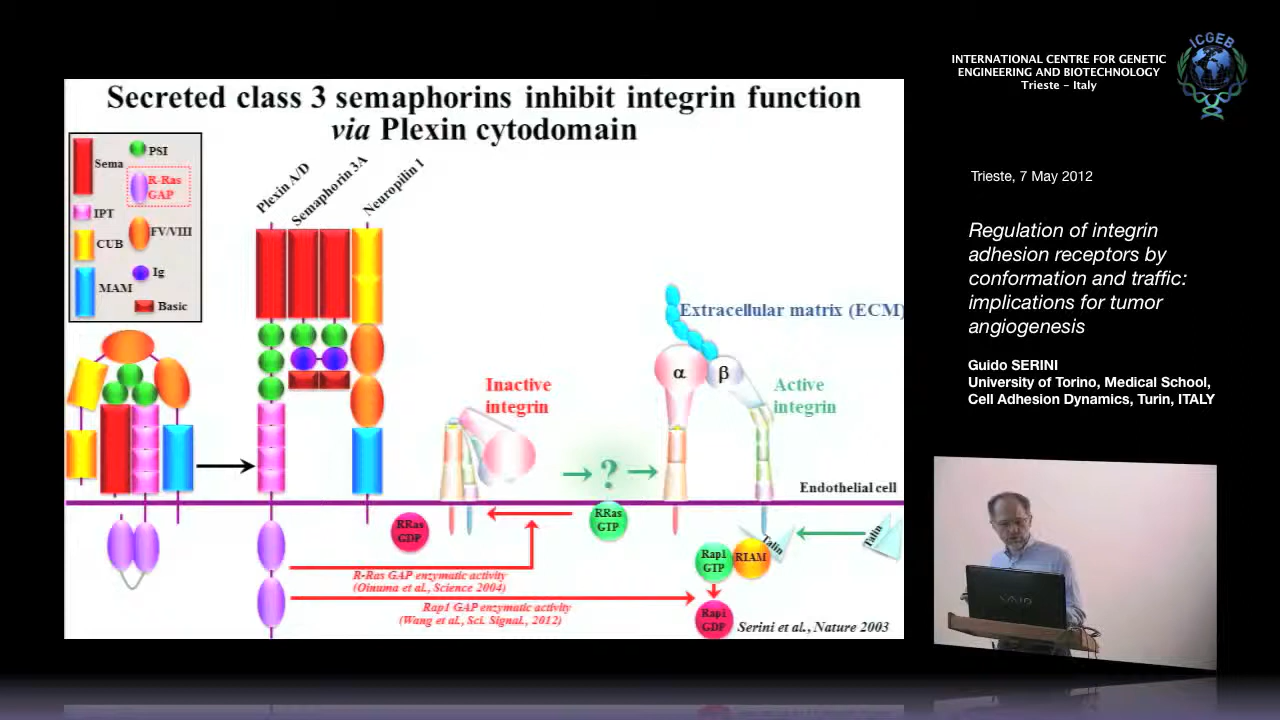 Secreted class 3 semaphorins inhibit integrin function
via Plexin cytodomain
Sema
PSI
R-Ras
GAP
IPT
FV/VIII
CUB
Ig
MAM
Basic
Plexin A/D
Semaphorin 3A
Neuropilin 1
Extracellular matrix (ECM)
α
β
Inactive
integrin
Active
integrin
?
Endothelial cell
RRas
GDP
RRas
GTP
Talin
Talin
Rap1
GTP
RIAM
R-Ras GAP enzymatic activity
(Oinuma et al., Science 2004)
Rap1 GAP enzymatic activity
(Wang et al., Sci. Signal., 2012)
Rap1
GDP
Serini et al., Nature 2003
INTERNATIONAL CENTRE FOR GENETIC
ENGINEERING AND BIOTECHNOLOGY
Trieste - Italy
ICGEB
Trieste, 7 May 2012
Regulation of integrin
adhesion receptors by
conformation and traffic:
implications for tumor
angiogenesis
Guido SERINI
University of Torino, Medical School,
Cell Adhesion Dynamics, Turin, ITALY
VAIO